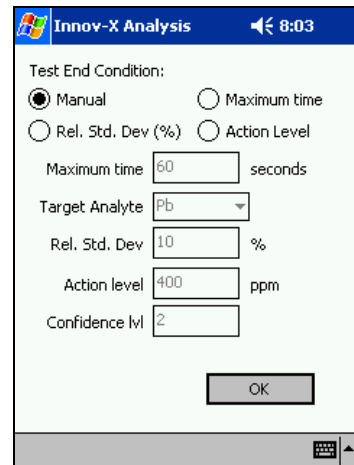 Innov-X Analysis 8:03
Test End Condition:
Manual Maximum time
Rel. Std. Dev (%) Action Level
Maximum time 60 seconds
Target Analyte Pb
Rel. Std. Dev 10 %
Action level 400 ppm
Confidence lvl 2
OK